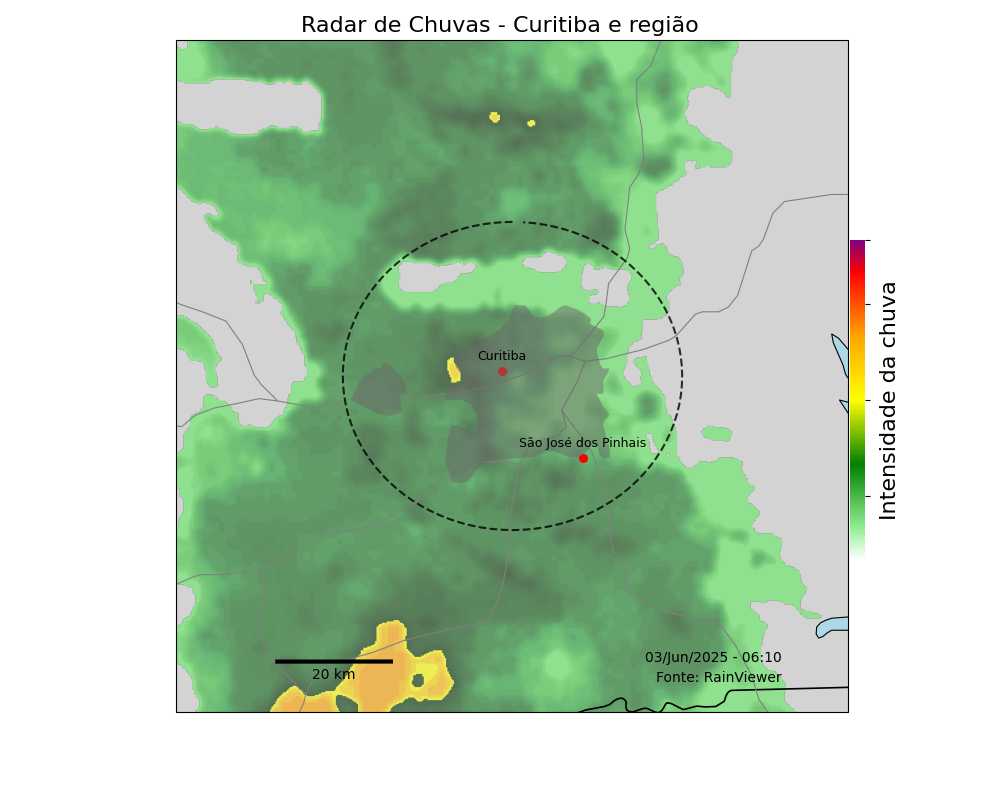 Radar de Chuvas - Curitiba e região
Curitiba
São José dos Pinhais
Intensidade da chuva
03/Jun/2025 - 06:10
Fonte: RainViewer
20 km